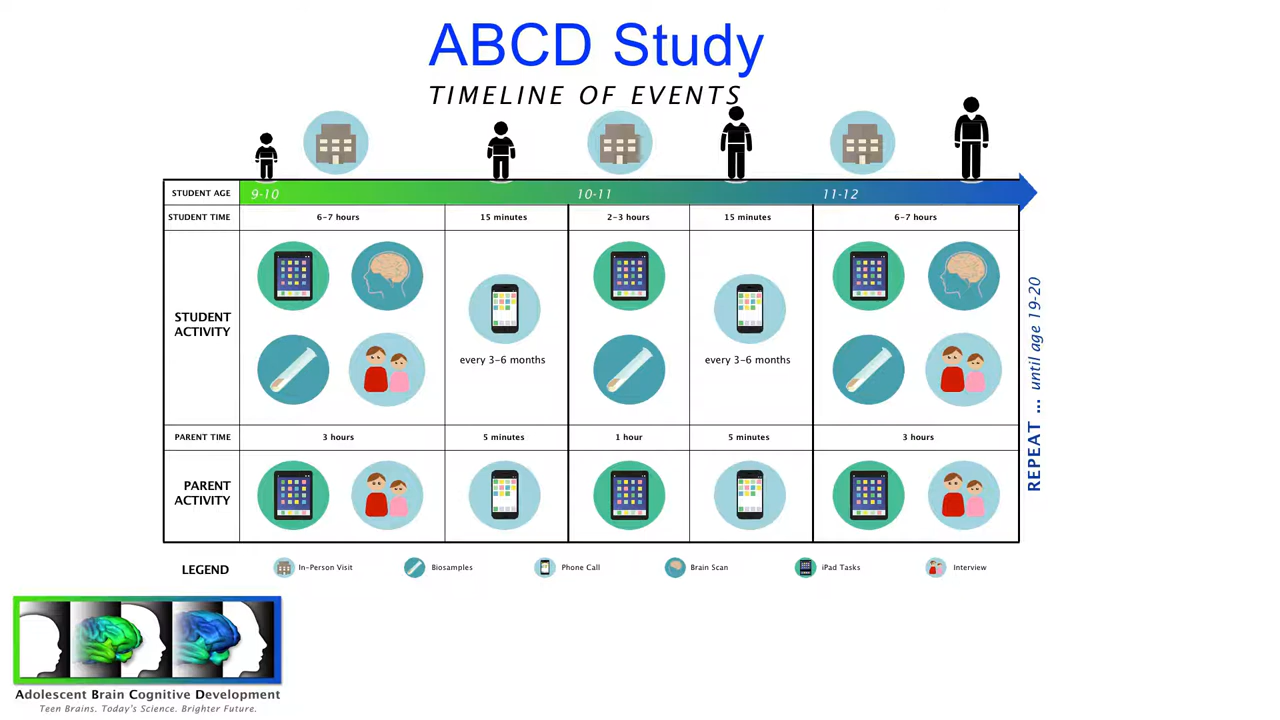 ABCD Study
TIMELINE OF EVENTS
STUDENT AGE
9-10
10-11
11-12
STUDENT TIME
6-7 hours
15 minutes
2-3 hours
15 minutes
6-7 hours
STUDENT
ACTIVITY
every 3-6 months
every 3-6 months
PARENT TIME
3 hours
5 minutes
1 hour
5 minutes
3 hours
PARENT
ACTIVITY
REPEAT ... until age 19-20
LEGEND
In-Person Visit
Biosamples
Phone Call
Brain Scan
iPad Tasks
Interview
Adolescent Brain Cognitive Development
Teen Brains. Today's Science. Brighter Future.